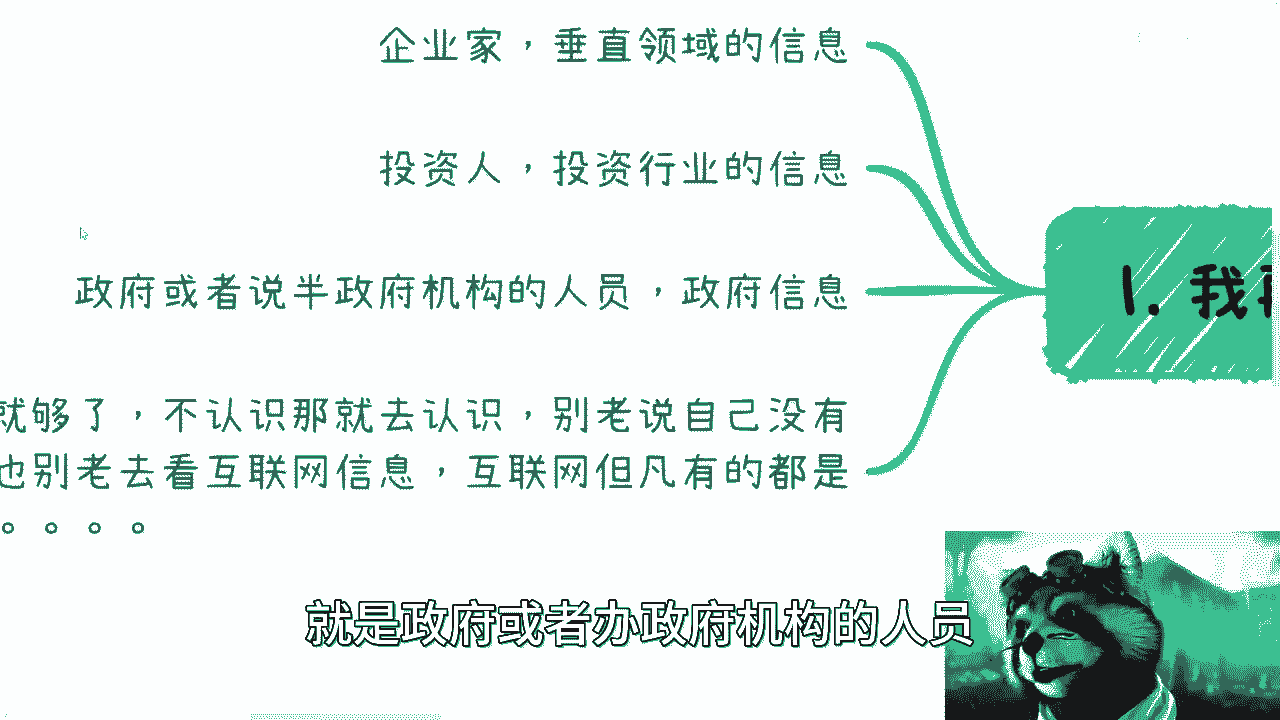 企业家，垂直领域的信息
投资人，投资行业的信息
政府或者说半政府机构的人员，政府信息
1. 我
就够了，不认识那就去认识，别老说自己没有
也别老去看互联网信息，互联网但凡有的都是
。。。。
就是政府或者办政府机构的人员